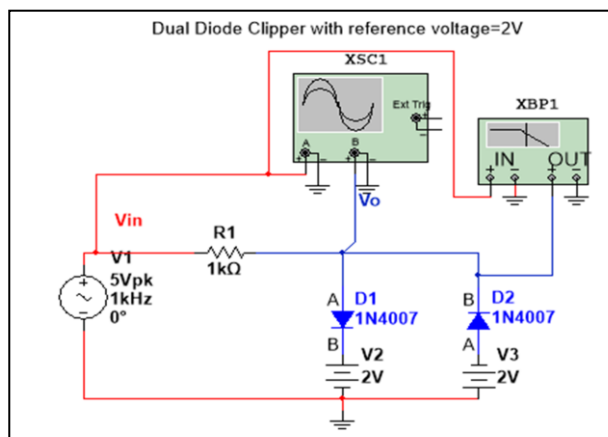 Dual Diode Clipper with reference voltage=2V
XSC1
Ext Trig
+
-
A
B
+ - + -
XBP1
IN OUT
+ - + -
Vo
Vin
R1
1kΩ
V1
5Vpk
1kHz
0°
A
D1
1N4007
B
V2
2V
B
D2
1N4007
A
V3
2V